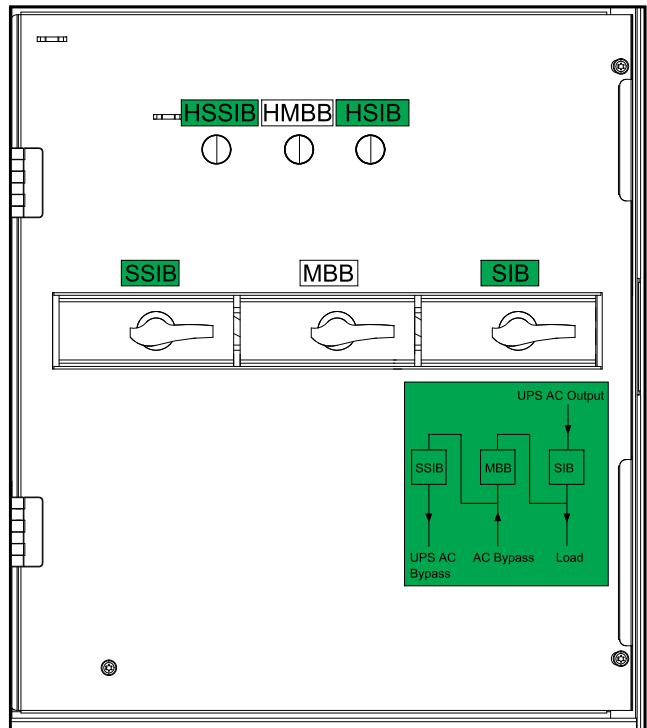 HSSIB HMBB HSIB
SSIB MBB SIB
UPS AC Output
SSIB MBB SIB
UPS AC Bypass AC Bypass Load